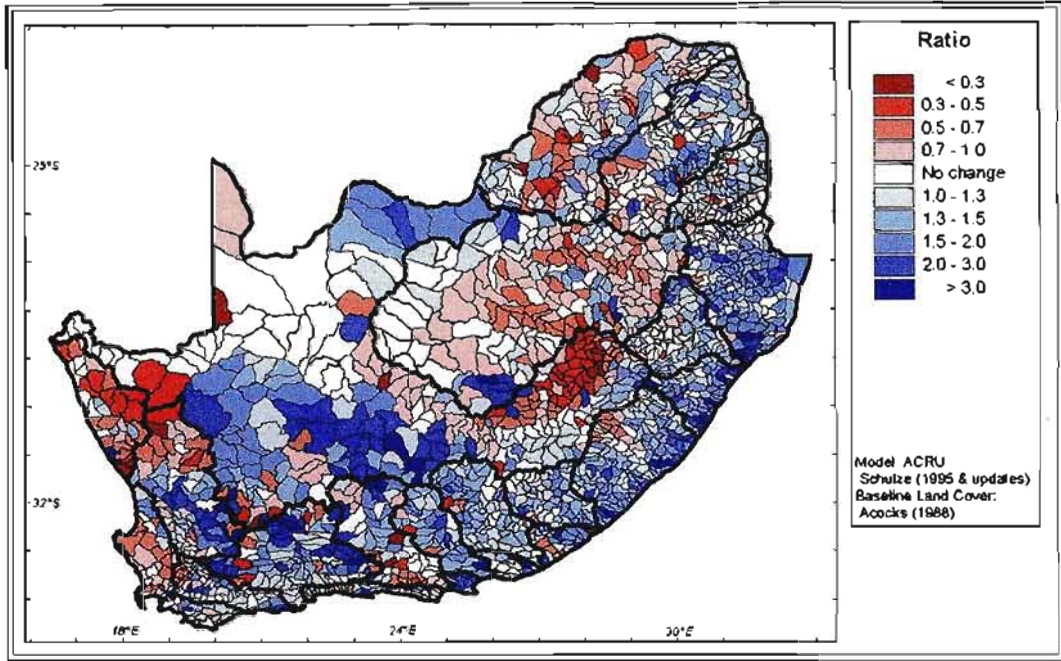 Ratio
< 0.3
0.3 - 0.5
0.5 - 0.7
0.7 - 1.0
No change
1.0 - 1.3
1.3 - 1.5
1.5 - 2.0
2.0 - 3.0
> 3.0
Model ACRU
Schulze (1995 & updates)
Baseline Land Cover:
Acocks (1988)
25°S
32°S
18°E
24°E
30°E